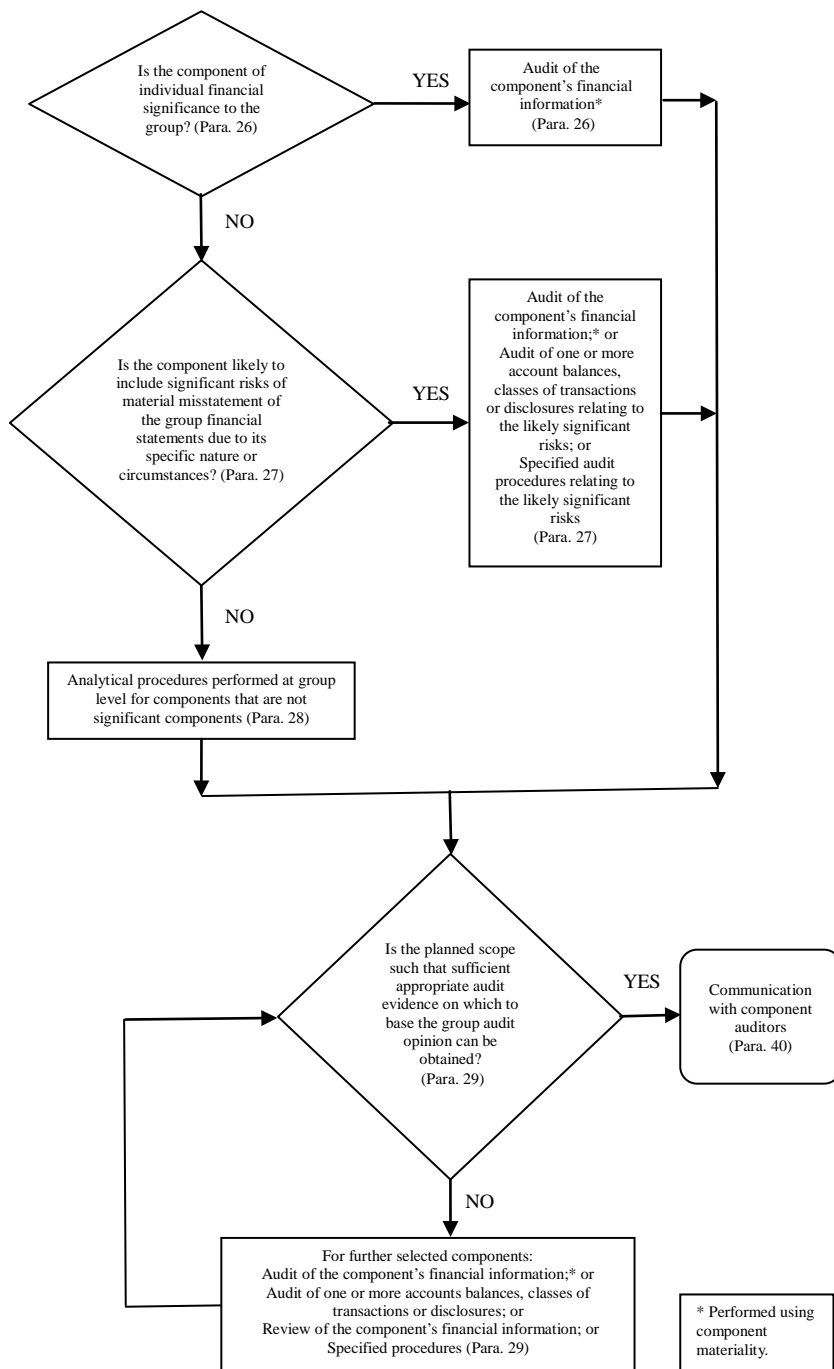 Is the component of
individual financial
significance to the
group? (Para. 26)
YES
Audit of the
component's financial
information*
(Para. 26)
NO
Is the component likely to
include significant risks of
material misstatement of
the group financial
statements due to its
specific nature or
circumstances? (Para. 27)
YES
Audit of the
component's financial
information;* or
Audit of one or more
account balances,
classes of transactions
or disclosures relating to
the likely significant
risks; or
Specified audit
procedures relating to
the likely significant
risks
(Para. 27)
NO
Analytical procedures performed at group
level for components that are not
significant components (Para. 28)
Is the planned scope
such that sufficient
appropriate audit
evidence on which to
base the group audit
opinion can be
obtained?
(Para. 29)
YES
Communication
with component
auditors
(Para. 40)
NO
For further selected components:
Audit of the component's financial information;* or
Audit of one or more accounts balances, classes of
transactions or disclosures; or
Review of the component's financial information; or
Specified procedures (Para. 29)
* Performed using
component
materiality.